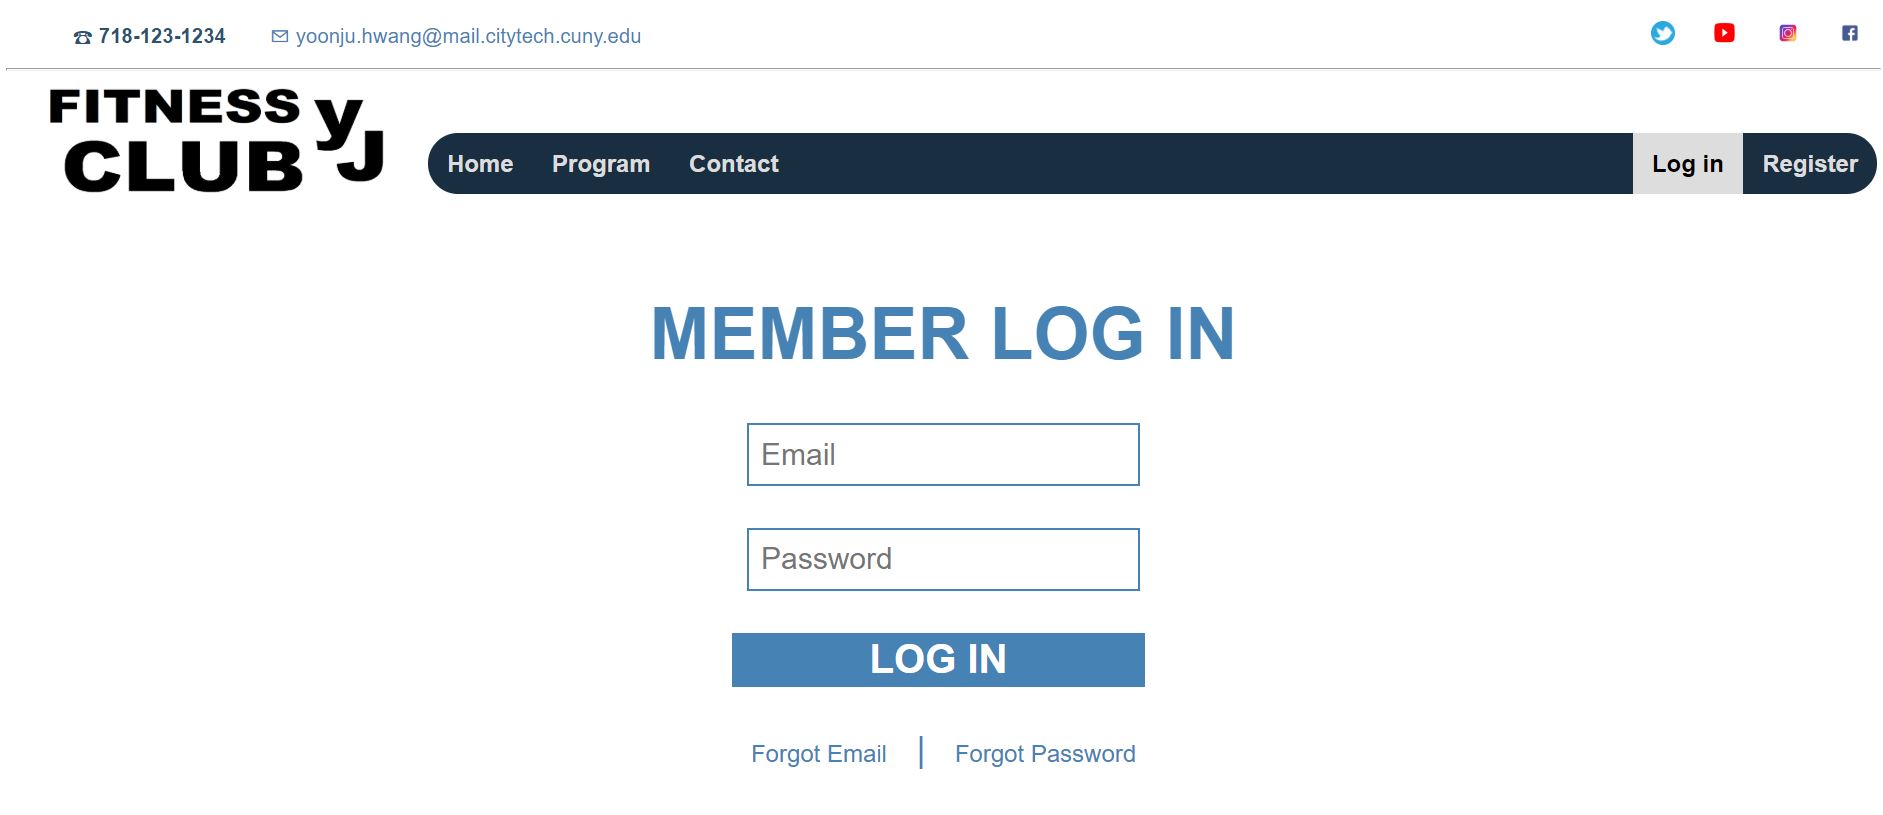 718-123-1234 yoonju.hwang@mail.citytech.cuny.edu
FITNESS yJ
CLUB
Home Program Contact Log in Register
MEMBER LOG IN
Email
Password
LOG IN
Forgot Email | Forgot Password